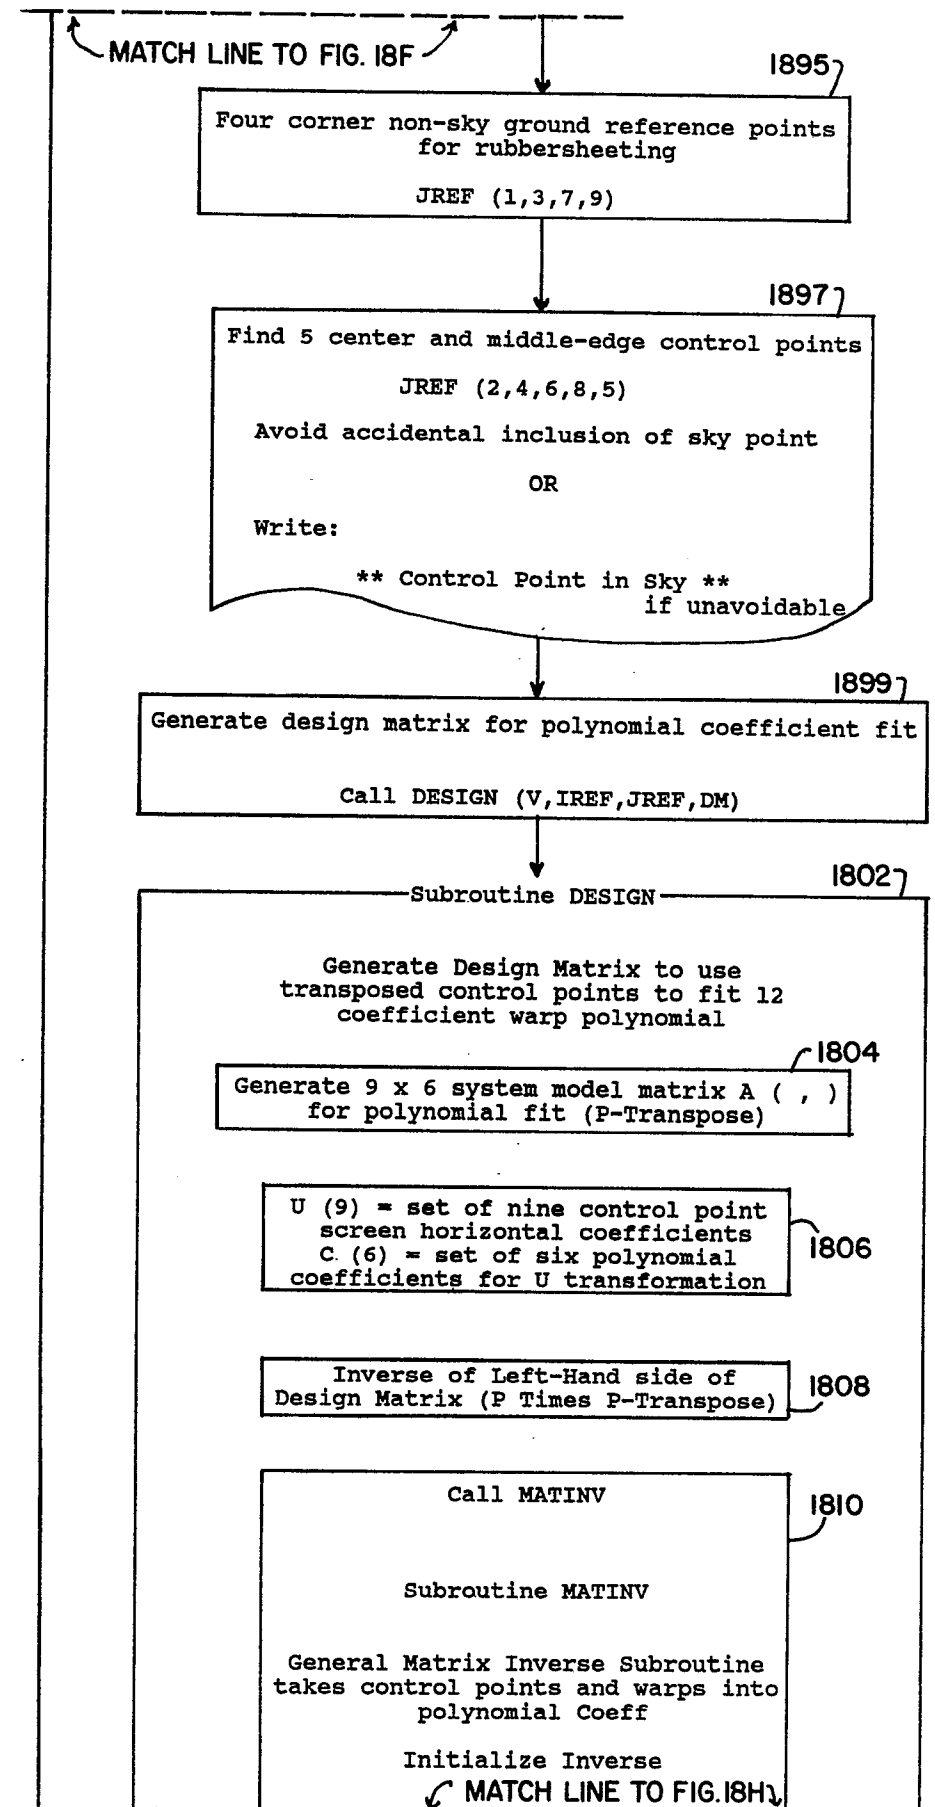 MATCH LINE TO FIG. 18F
1895
Four corner non-sky ground reference points
for rubbersheeting
JREF (1,3,7,9)
1897
Find 5 center and middle-edge control points
JREF (2,4,6,8,5)
Avoid accidental inclusion of sky point
OR
Write:
** Control Point in Sky **
if unavoidable
1899
Generate design matrix for polynomial coefficient fit
Call DESIGN (V,IREF,JREF,DM)
1802
Subroutine DESIGN
Generate Design Matrix to use
transposed control points to fit 12
coefficient warp polynomial
1804
Generate 9 x 6 system model matrix A ( , )
for polynomial fit (P-Transpose)
U (9) = set of nine control point
screen horizontal coefficients
C. (6) = set of six polynomial
coefficients for U transformation
1806
Inverse of Left-Hand side of
Design Matrix (P Times P-Transpose)
1808
Call MATINV
1810
Subroutine MATINV
General Matrix Inverse Subroutine
takes control points and warps into
polynomial Coeff
Initialize Inverse
MATCH LINE TO FIG.18H